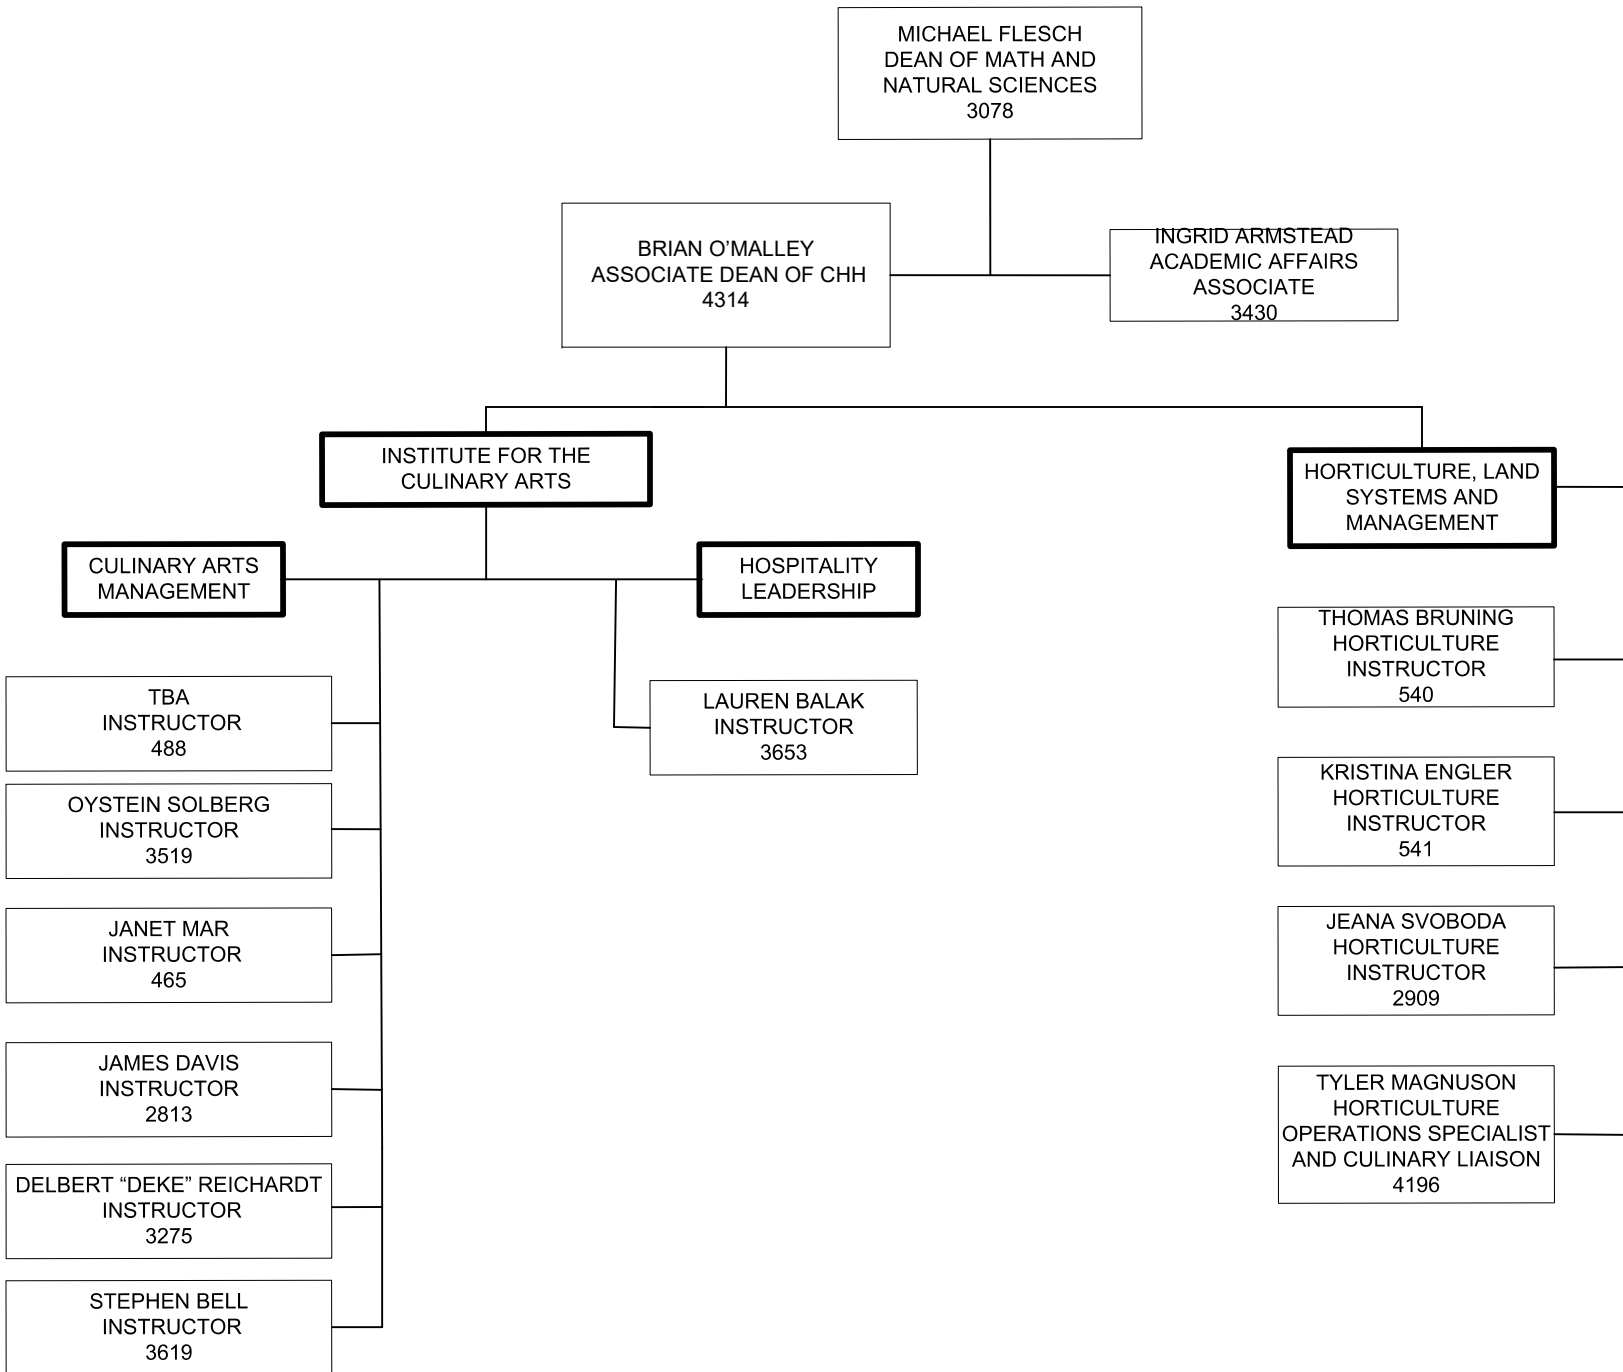 MICHAEL FLESCH
DEAN OF MATH AND
NATURAL SCIENCES
3078
BRIAN O’MALLEY
ASSOCIATE DEAN OF CHH
4314
INGRID ARMSTEAD
ACADEMIC AFFAIRS
ASSOCIATE
3430
INSTITUTE FOR THE
CULINARY ARTS
HORTICULTURE, LAND
SYSTEMS AND
MANAGEMENT
CULINARY ARTS
MANAGEMENT
HOSPITALITY
LEADERSHIP
TBA
INSTRUCTOR
488
OYSTEIN SOLBERG
INSTRUCTOR
3519
JANET MAR
INSTRUCTOR
465
JAMES DAVIS
INSTRUCTOR
2813
DELBERT “DEKE” REICHARDT
INSTRUCTOR
3275
STEPHEN BELL
INSTRUCTOR
3619
LAUREN BALAK
INSTRUCTOR
3653
THOMAS BRUNING
HORTICULTURE
INSTRUCTOR
540
KRISTINA ENGLER
HORTICULTURE
INSTRUCTOR
541
JEANA SVOBODA
HORTICULTURE
INSTRUCTOR
2909
TYLER MAGNUSON
HORTICULTURE
OPERATIONS SPECIALIST
AND CULINARY LIAISON
4196